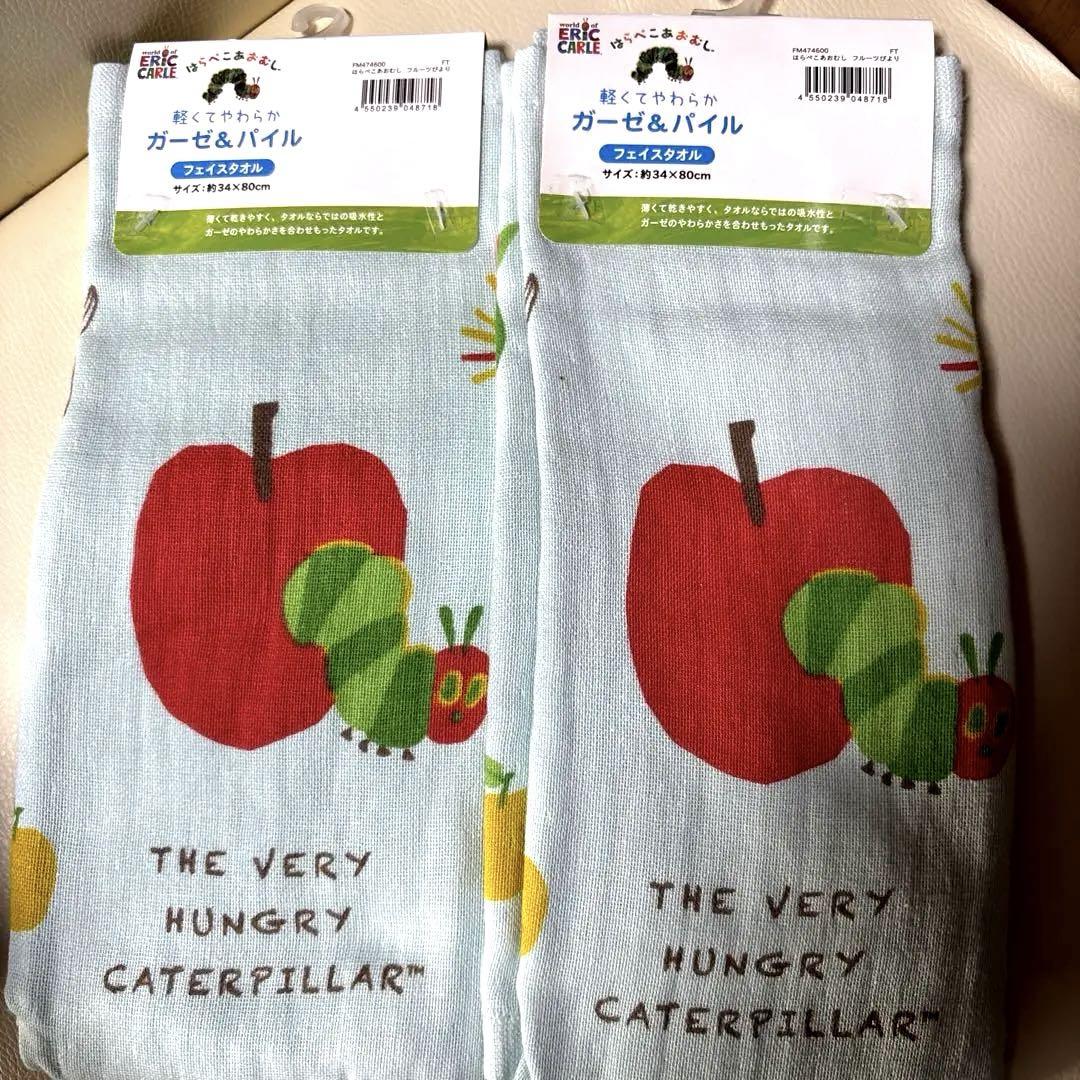 world of
ERIC
CARLE
はらぺこあおむし
FM474600 FT
はらぺこあおむし フルーツびより
4 550239 048718
軽くてやわらか
ガーゼ&パイル
フェイスタオル
サイズ:約34×80cm
薄くて乾きやすく、タオルならではの吸水性と
ガーゼのやわらかさを合わせもったタオルです。
THE VERY
HUNGRY
CATERPILLAR™
world of
ERIC
CARLE
はらぺこあおむし
FM474600 FT
はらぺこあおむし フルーツびより
4 550239 048718
軽くてやわらか
ガーゼ&パイル
フェイスタオル
サイズ:約34×80cm
薄くて乾きやすく、タオルならではの吸水性と
ガーゼのやわらかさを合わせもったタオルです。
THE VERY
HUNGRY
CATERPILLAR™